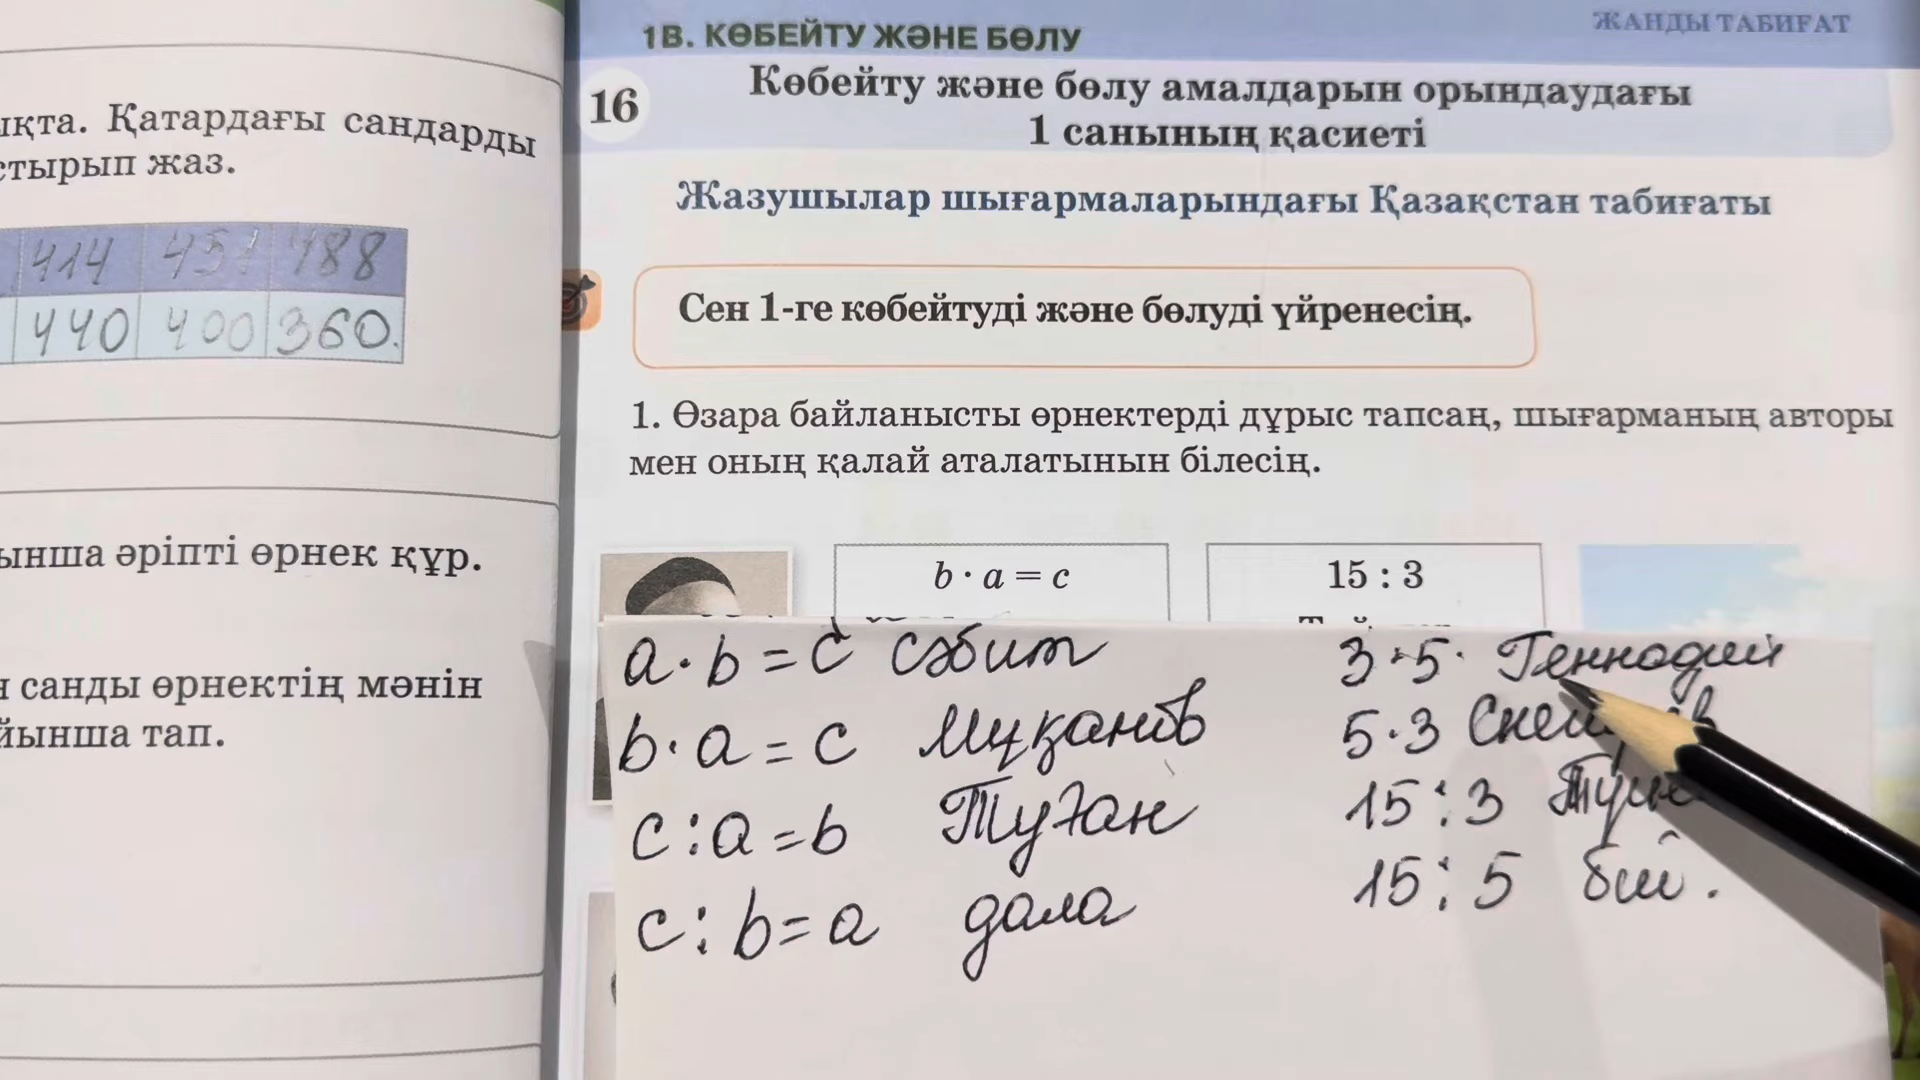 ықта. Қатардағы сандарды
стырып жаз.
414 451 488
440 400 360.
ынша әріпті өрнек құр.
н санды өрнектің мәнін
йынша тап.
1В. КӨБЕЙТУ ЖӘНЕ БӨЛУ
ЖАНДЫ ТАБИҒАТ
16
Көбейту және бөлу амалдарын орындаудағы
1 санының қасиеті
Жазушылар шығармаларындағы Қазақстан табиғаты
Сен 1-ге көбейтуді және бөлуді үйренесің.
1. Өзара байланысты өрнектерді дұрыс тапсаң, шығарманың авторы
мен оның қалай аталатынын білесің.
b · a = c
15 : 3
a · b = c Сәбит
b · a = c Мұқанов
c : a = b Туған
c : b = a дала
3 · 5 · Геннадий
5 · 3
15 : 3
15 : 5 бий.